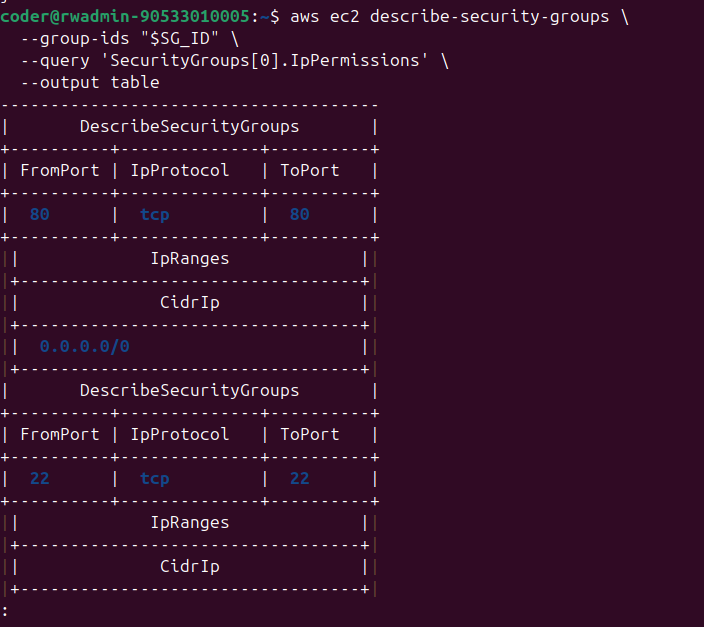 coder@rwadmin-90533010005:~$ aws ec2 describe-security-groups \
  --group-ids "$SG_ID" \
  --query 'SecurityGroups[0].IpPermissions' \
  --output table
--------------------------------------
|       DescribeSecurityGroups       |
+----------+--------------+----------+
| FromPort | IpProtocol   | ToPort   |
+----------+--------------+----------+
|  80      |  tcp         |  80      |
+----------+--------------+----------+
||             IpRanges             ||
|+----------------------------------+|
||              CidrIp              ||
|+----------------------------------+|
||  0.0.0.0/0                       ||
|+----------------------------------+|
|       DescribeSecurityGroups       |
+----------+--------------+----------+
| FromPort | IpProtocol   | ToPort   |
+----------+--------------+----------+
|  22      |  tcp         |  22      |
+----------+--------------+----------+
||             IpRanges             ||
|+----------------------------------+|
||              CidrIp              ||
|+----------------------------------+|
: